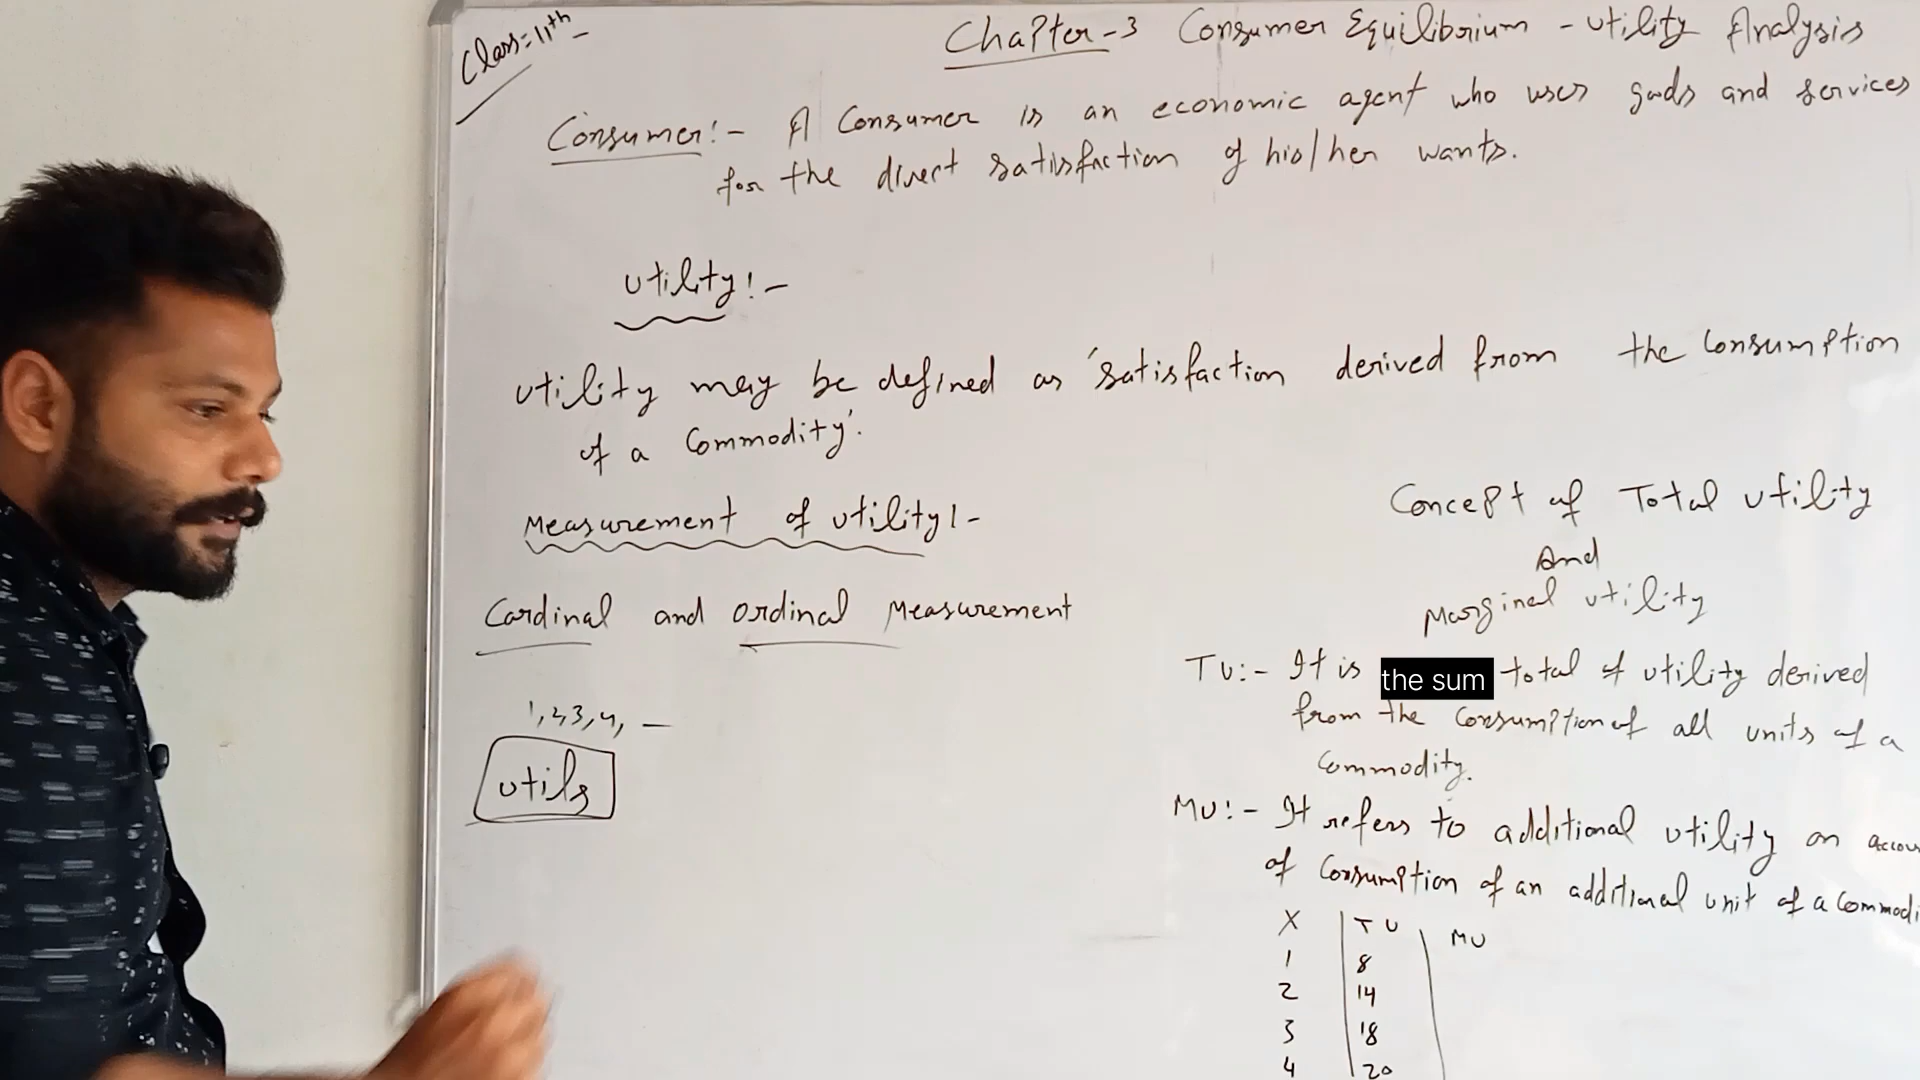 Class:- 11th
Chapter-3 Consumer Equilibrium - Utility Analysis
Consumer:- A Consumer is an economic agent who uses goods and services
for the direct satisfaction of his/her wants.
Utility:-
Utility may be defined as 'satisfaction derived from the Consumption
of a Commodity'.
Measurement of Utility:-
Cardinal and Ordinal Measurement
1,2,3,4, —
Utils
Concept of Total Utility
And
Marginal Utility
TU:- It is the sum total of utility derived
from the Consumption of all units of a
Commodity.
MU:- It refers to additional utility on accou
of Consumption of an additional unit of a Commodi
X | TU | MU
1 | 8
2 | 14
3 | 18
4 | 20